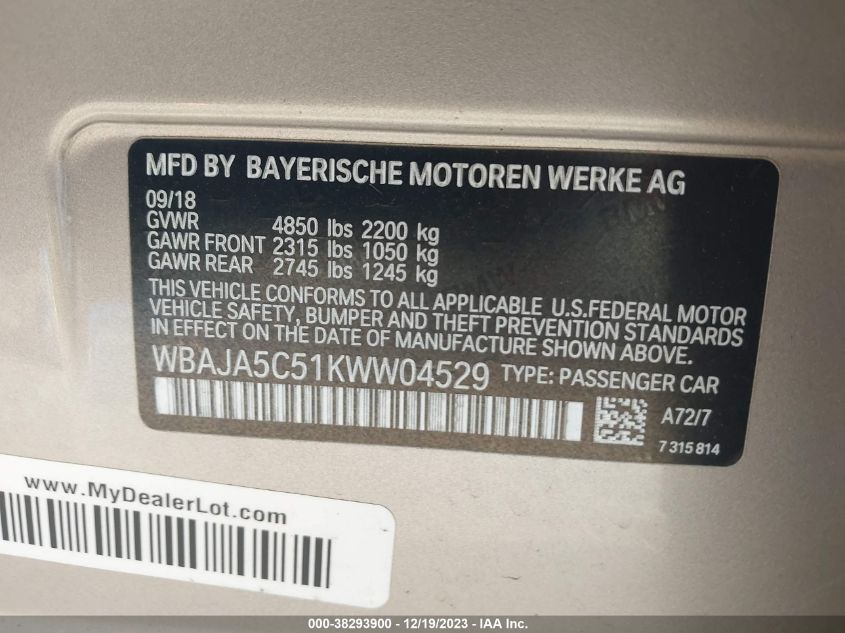 MFD BY BAYERISCHE MOTOREN WERKE AG
09/18
GVWR 4850 lbs 2200 kg
GAWR FRONT 2315 lbs 1050 kg
GAWR REAR 2745 lbs 1245 kg
THIS VEHICLE CONFORMS TO ALL APPLICABLE U.S.FEDERAL MOTOR
VEHICLE SAFETY, BUMPER AND THEFT PREVENTION STANDARDS
IN EFFECT ON THE DATE OF MANUFACTURE SHOWN ABOVE.
WBAJA5C51KWW04529 TYPE: PASSENGER CAR
A72/7
7 315 814
www.MyDealerLot.com
000-38293900 - 12/19/2023 - IAA Inc.